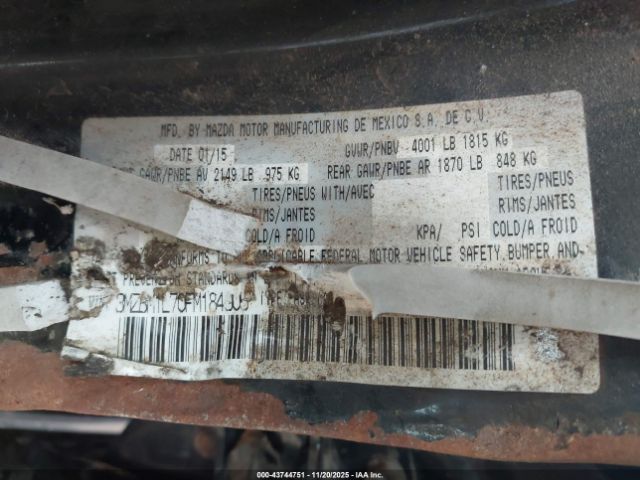 MFD. BY MAZDA MOTOR MANUFACTURING DE MEXICO S.A. DE C.V.
DATE 01/15 GVWR/PNBV 4001 LB 1815 KG
GAWR/PNBE AV 2149 LB 975 KG REAR GAWR/PNBE AR 1870 LB 848 KG
TIRES/PNEUS WITH/AVEC TIRES/PNEUS
RIMS/JANTES RIMS/JANTES
COLD/A FROID KPA/ PSI COLD/A FROID
CONFORMS TO FEDERAL MOTOR VEHICLE SAFETY, BUMPER AND
STANDARDS
000-43744751 - 11/20/2025 - IAA Inc.